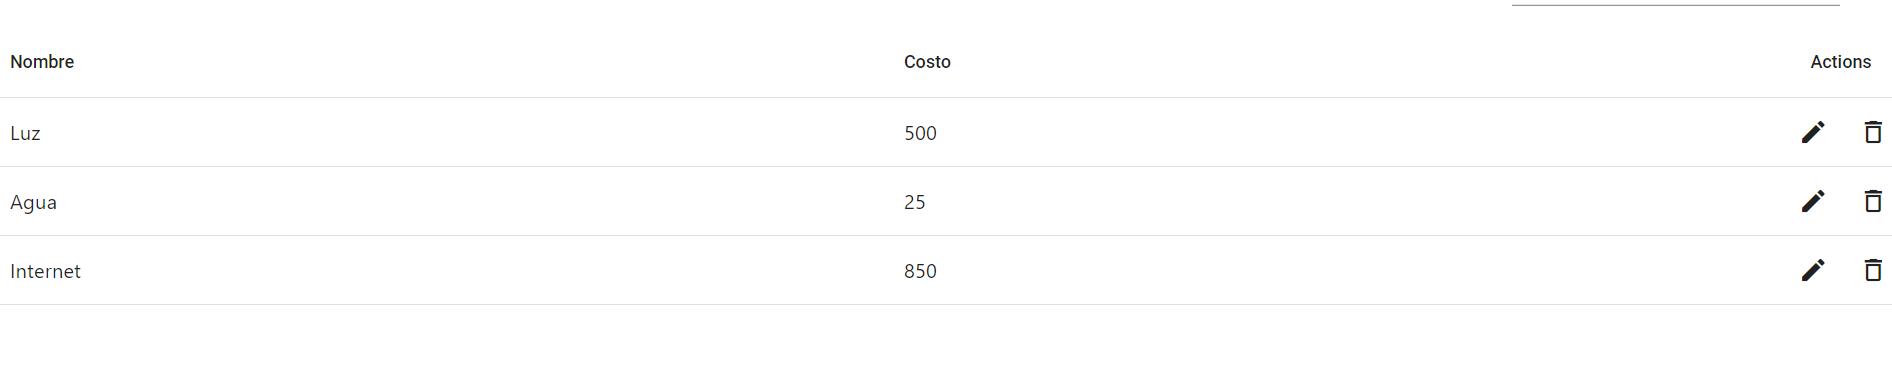 Nombre Costo Actions
Luz 500
Agua 25
Internet 850